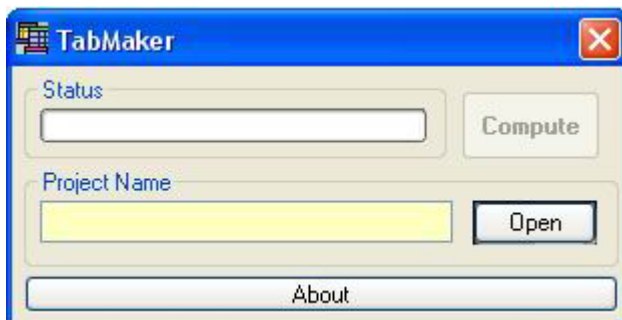 TabMaker
Status
Compute
Project Name
Open
About